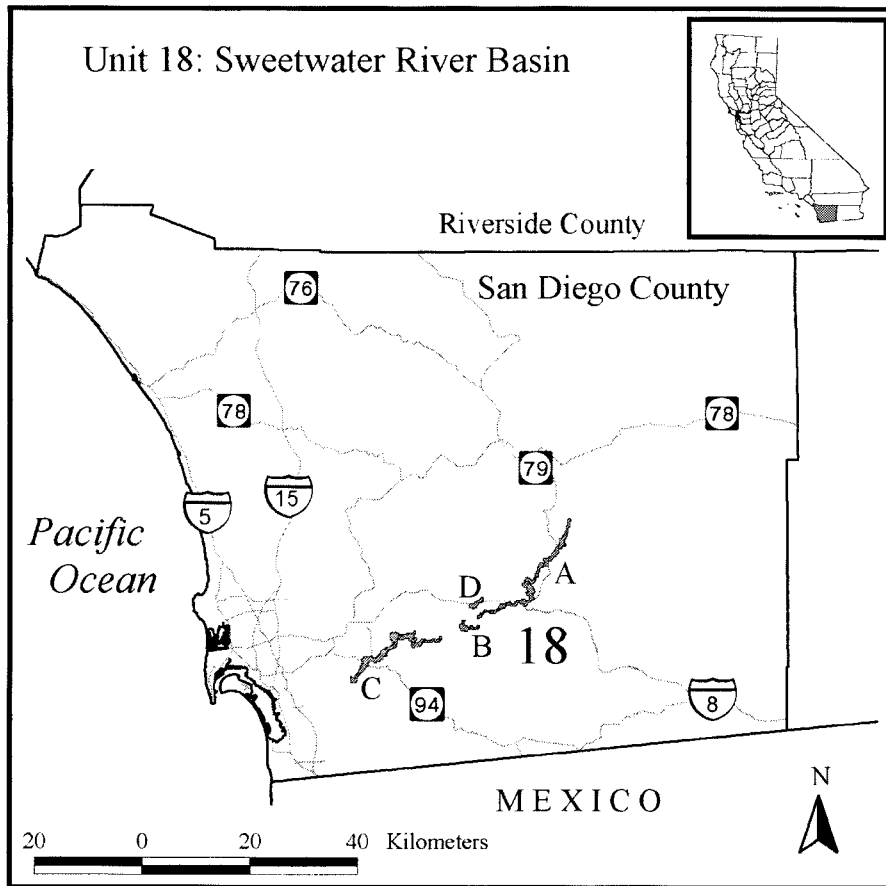 Unit 18: Sweetwater River Basin
Riverside County
San Diego County
76
78
78
79
5
15
Pacific
Ocean
A
D
B
18
C
94
8
N
MEXICO
20 0 20 40 Kilometers